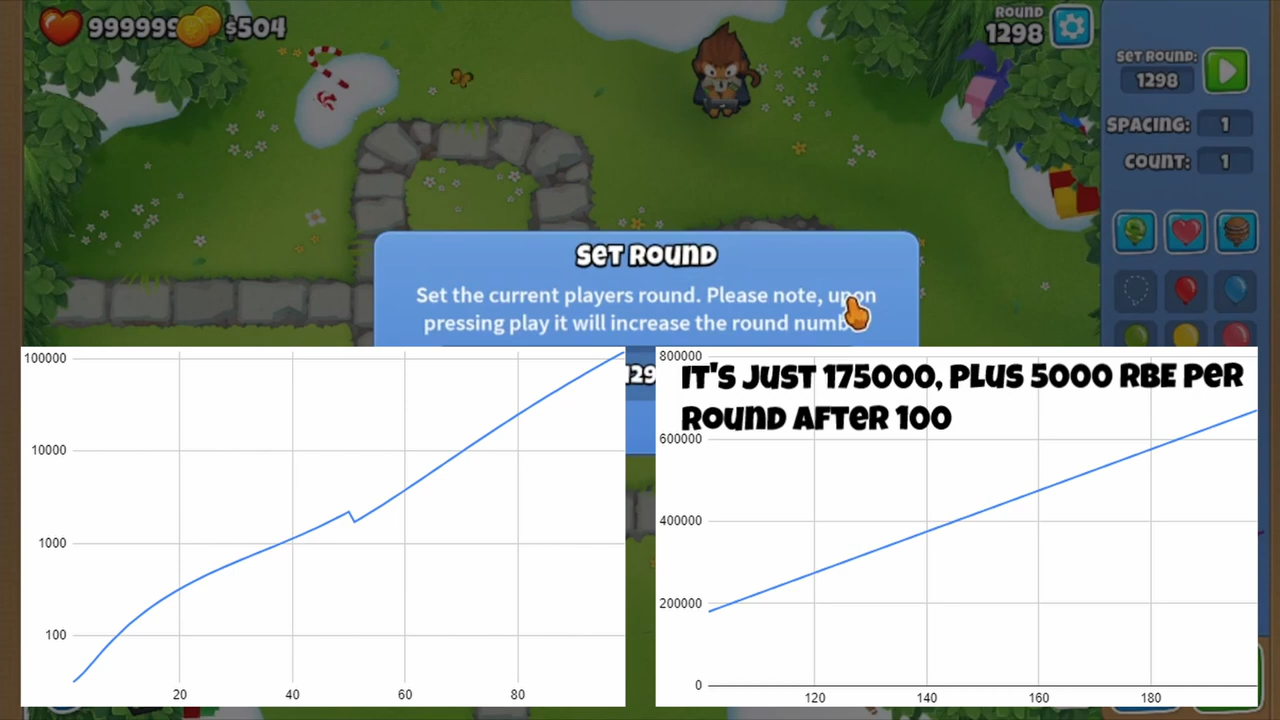 999999 $504
ROUND
1298
SET ROUND:
1298
SPACING: 1
COUNT: 1
SET ROUND
Set the current players round. Please note, upon
pressing play it will increase the round numb
129
100000
10000
1000
100
20 40 60 80
800000
IT'S JUST 175000, PLUS 5000 RBE PER
ROUND AFTER 100
600000
400000
200000
0
120 140 160 180